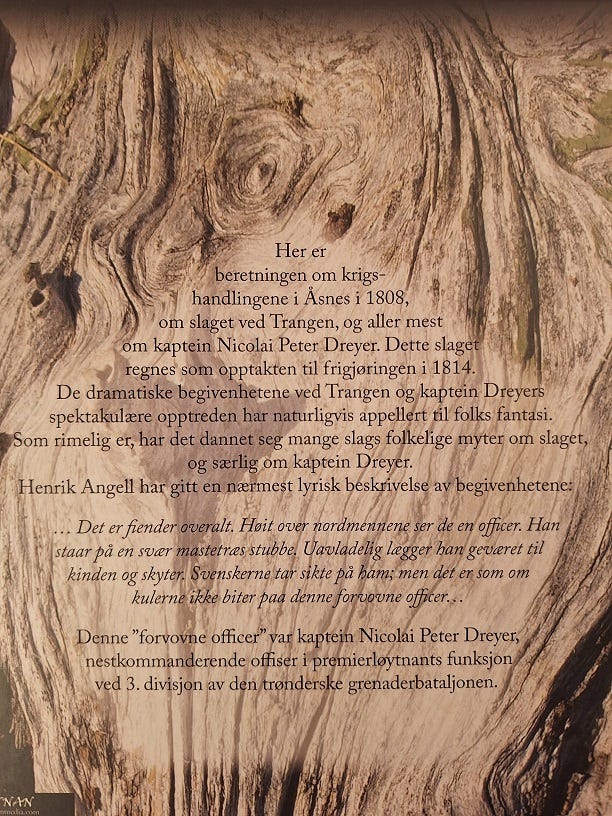 Her er
beretningen om krigs-
handlingene i Åsnes i 1808,
om slaget ved Trangen, og aller mest
om kaptein Nicolai Peter Dreyer. Dette slaget
regnes som opptakten til frigjøringen i 1814.
De dramatiske begivenhetene ved Trangen og kaptein Dreyers
spektakulære opptreden har naturligvis appellert til folks fantasi.
Som rimelig er, har det dannet seg mange slags folkelige myter om slaget,
og særlig om kaptein Dreyer.
Henrik Angell har gitt en nærmest lyrisk beskrivelse av begivenhetene:
… Det er fiender overalt. Høit over nordmennene ser de en officer. Han
staar på en svær mastetræs stubbe. Uavladelig lægger han geværet til
kinden og skyter. Svenskerne tar sikte på ham; men det er som om
kulerne ikke biter paa denne forvovne officer…
Denne ”forvovne officer” var kaptein Nicolai Peter Dreyer,
nestkommanderende offiser i premierløytnants funksjon
ved 3. divisjon av den trønderske grenaderbataljonen.